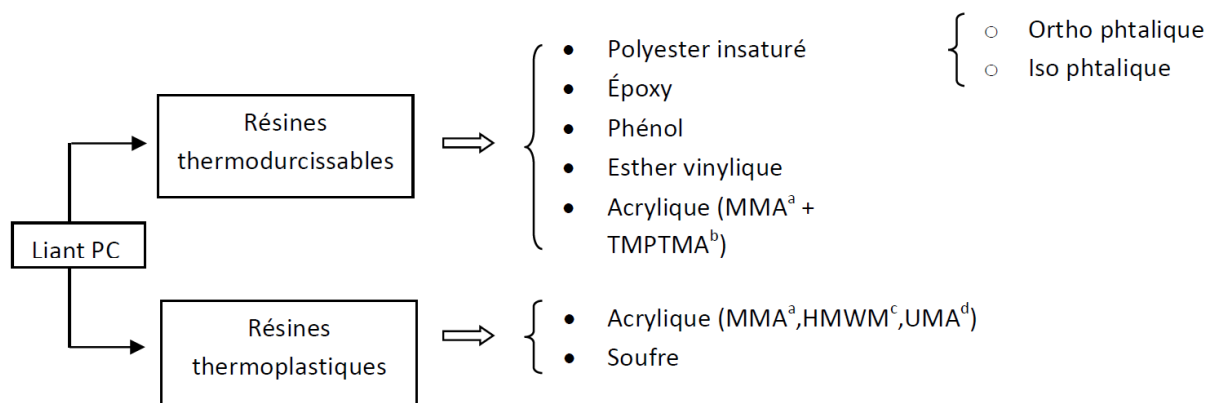 Liant PC
Résines
thermodurcissables
• Polyester insaturé
• Époxy
• Phénol
• Esther vinylique
• Acrylique (MMAᵃ +
TMPTMAᵇ)
○ Ortho phtalique
○ Iso phtalique
Résines
thermoplastiques
• Acrylique (MMAᵃ,HMWMᶜ,UMAᵈ)
• Soufre